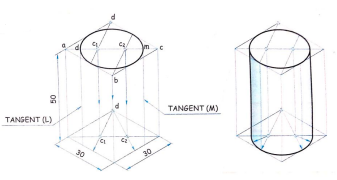 d
a d c₁ c₂ m c
b
50
d
TANGENT (L) TANGENT (M)
c₁ c₂
30 30